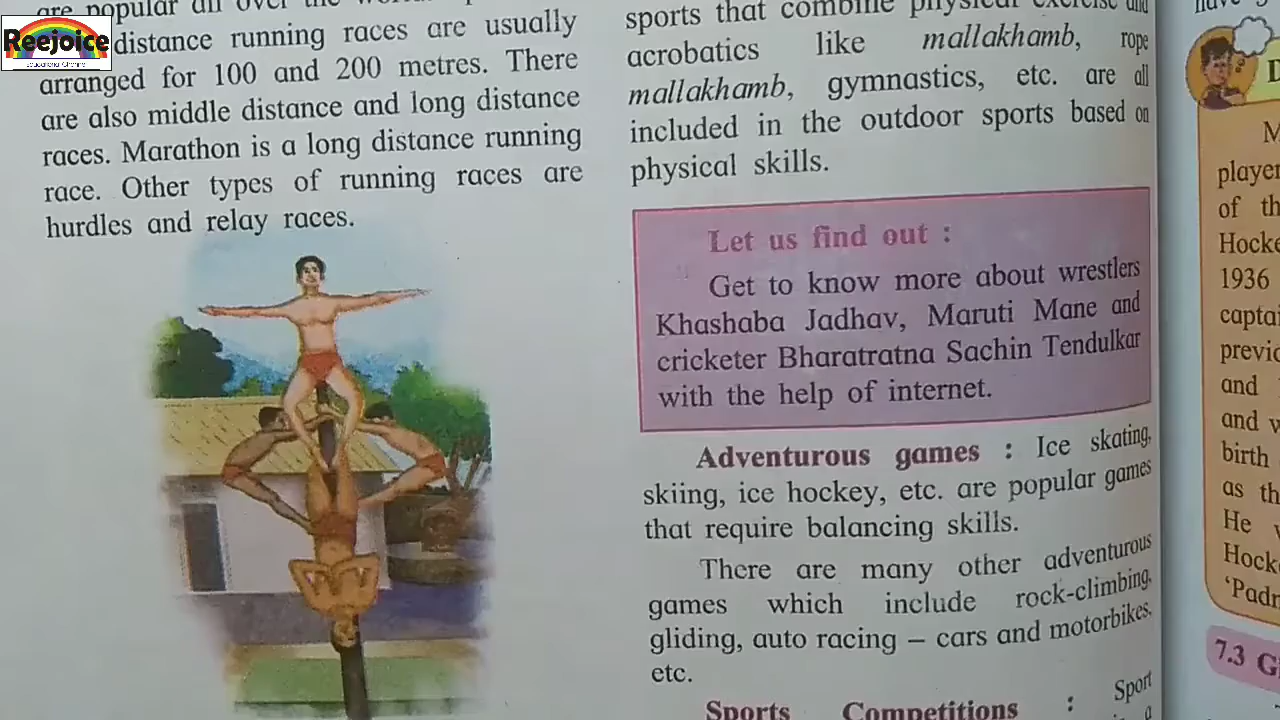 Reejoice
Educational Channel
are popular all over the
distance running races are usually
arranged for 100 and 200 metres. There
are also middle distance and long distance
races. Marathon is a long distance running
race. Other types of running races are
hurdles and relay races.
sports that combine physical exercise and
acrobatics like mallakhamb, rope
mallakhamb, gymnastics, etc. are all
included in the outdoor sports based on
physical skills.
Let us find out :
Get to know more about wrestlers
Khashaba Jadhav, Maruti Mane and
cricketer Bharatratna Sachin Tendulkar
with the help of internet.
Adventurous games : Ice skating,
skiing, ice hockey, etc. are popular games
that require balancing skills.
There are many other adventurous
games which include rock-climbing,
gliding, auto racing – cars and motorbikes,
etc.
Sports Competitions : Sport
player
of th
Hocke
1936
captai
previo
and
and w
birth
as th
He
Hock
'Padm
7.3 G